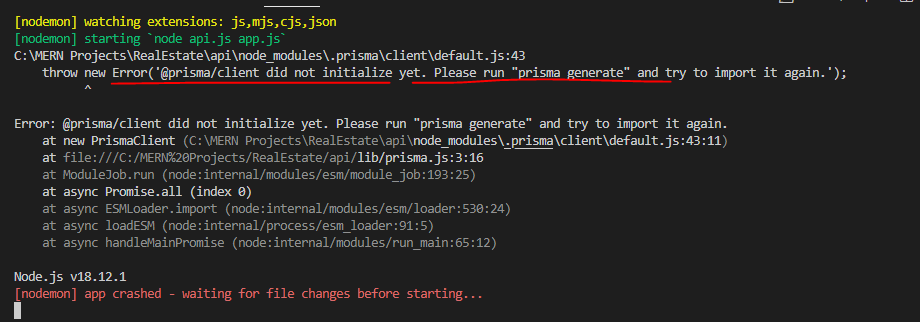 [nodemon] watching extensions: js,mjs,cjs,json
[nodemon] starting `node api.js app.js`
C:\MERN Projects\RealEstate\api\node_modules\.prisma\client\default.js:43
    throw new Error('@prisma/client did not initialize yet. Please run "prisma generate" and try to import it again.');
          ^
Error: @prisma/client did not initialize yet. Please run "prisma generate" and try to import it again.
    at new PrismaClient (C:\MERN Projects\RealEstate\api\node_modules\.prisma\client\default.js:43:11)
    at file:///C:/MERN%20Projects/RealEstate/api/lib/prisma.js:3:16
    at ModuleJob.run (node:internal/modules/esm/module_job:193:25)
    at async Promise.all (index 0)
    at async ESMLoader.import (node:internal/modules/esm/loader:530:24)
    at async loadESM (node:internal/process/esm_loader:91:5)
    at async handleMainPromise (node:internal/modules/run_main:65:12)
Node.js v18.12.1
[nodemon] app crashed - waiting for file changes before starting...